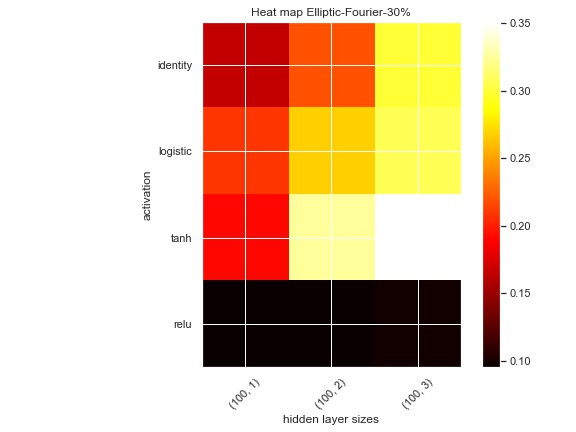 Heat map Elliptic-Fourier-30%
identity
logistic
tanh
relu
activation
(100, 1)
(100, 2)
(100, 3)
hidden layer sizes
0.35
0.30
0.25
0.20
0.15
0.10